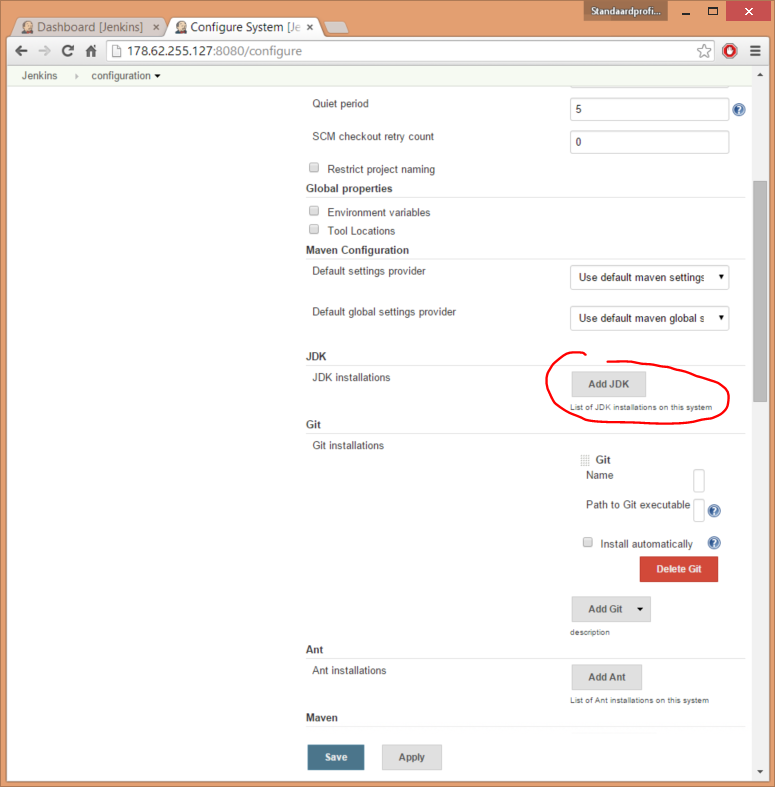 Standaardprofi...
Dashboard [Jenkins]
Configure System [Je
178.62.255.127:8080/configure
Jenkins
configuration
Quiet period
5
SCM checkout retry count
0
Restrict project naming
Global properties
Environment variables
Tool Locations
Maven Configuration
Default settings provider
Use default maven settings
Default global settings provider
Use default maven global s
JDK
JDK installations
Add JDK
List of JDK installations on this system
Git
Git installations
Git
Name
Path to Git executable
Install automatically
Delete Git
Add Git
description
Ant
Ant installations
Add Ant
List of Ant installations on this system
Maven
Save
Apply